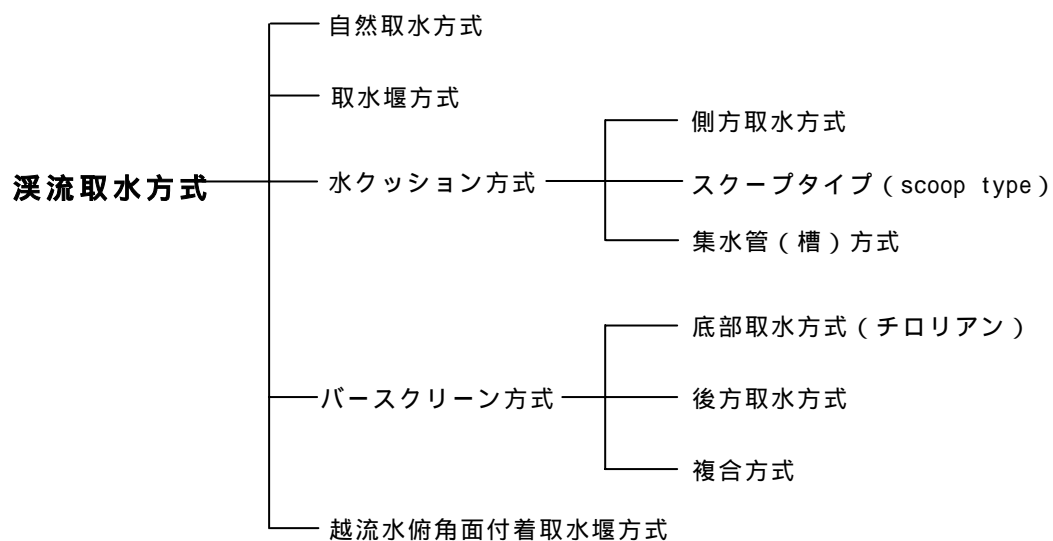 自然取水方式
取水堰方式
側方取水方式
渓流取水方式
水クッション方式
スクープタイプ(scoop type)
集水管(槽)方式
底部取水方式(チロリアン)
バースクリーン方式
後方取水方式
複合方式
越流水俯角面付着取水堰方式